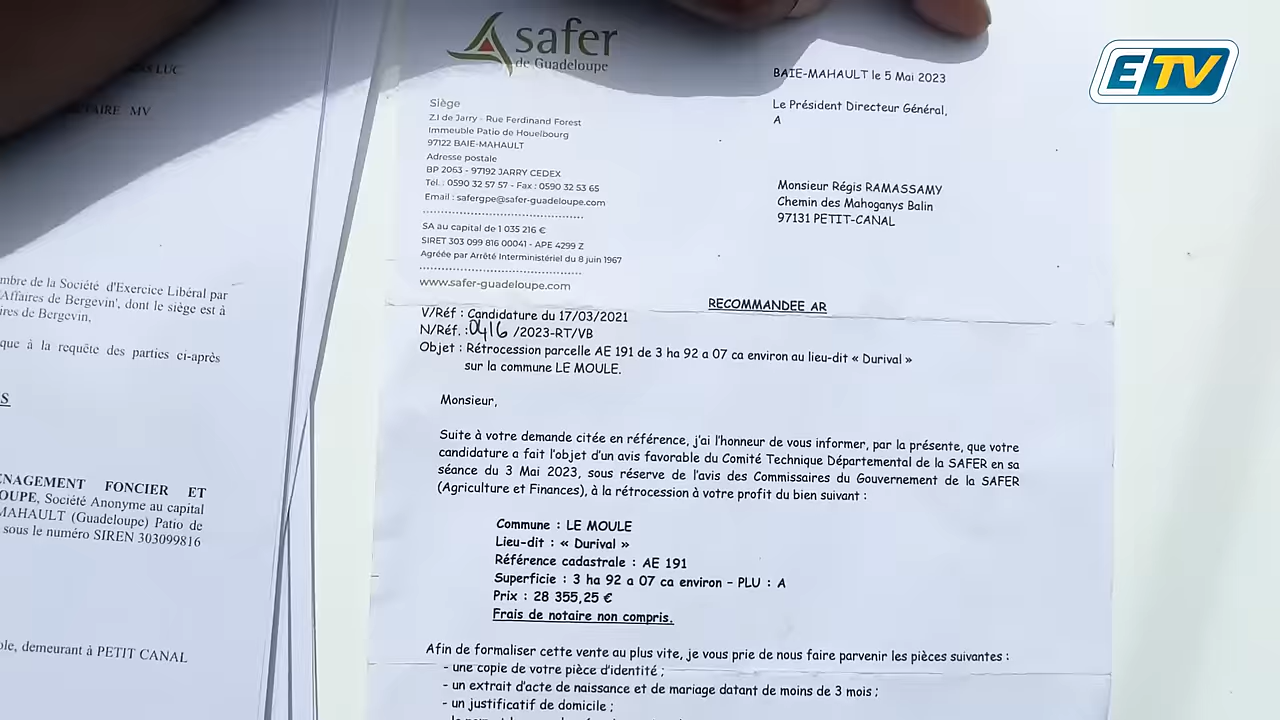 LUC
TAIRE MV
mbre de la Société d'Exercice Libéral par
Affaires de Bergevin', dont le siège est à
ires de Bergevin,
que à la requête des parties ci-après
S
ENAGEMENT FONCIER ET
OUPE, Société Anonyme au capital
MAHAULT (Guadeloupe) Patio de
sous le numéro SIREN 303099816
ole, demeurant à PETIT CANAL
safer
de Guadeloupe
Siège
Z.I de Jarry - Rue Ferdinand Forest
Immeuble Patio de Houelbourg
97122 BAIE-MAHAULT
Adresse postale
BP 2063 - 97192 JARRY CEDEX
Tél. : 0590 32 57 57 - Fax : 0590 32 53 65
Email : safergpe@safer-guadeloupe.com
SA au capital de 1 035 216 €
SIRET 303 099 816 00041 - APE 4299 Z
Agréée par Arrêté Interministériel du 8 juin 1967
www.safer-guadeloupe.com
BAIE-MAHAULT le 5 Mai 2023
Le Président Directeur Général,
A
Monsieur Régis RAMASSAMY
Chemin des Mahoganys Balin
97131 PETIT-CANAL
RECOMMANDEE AR
V/Réf : Candidature du 17/03/2021
N/Réf. : 0416 /2023-RT/VB
Objet : Rétrocession parcelle AE 191 de 3 ha 92 a 07 ca environ au lieu-dit « Durival »
sur la commune LE MOULE.
Monsieur,
Suite à votre demande citée en référence, j'ai l'honneur de vous informer, par la présente, que votre
candidature a fait l'objet d'un avis favorable du Comité Technique Départemental de la SAFER en sa
séance du 3 Mai 2023, sous réserve de l'avis des Commissaires du Gouvernement de la SAFER
(Agriculture et Finances), à la rétrocession à votre profit du bien suivant :
Commune : LE MOULE
Lieu-dit : « Durival »
Référence cadastrale : AE 191
Superficie : 3 ha 92 a 07 ca environ - PLU : A
Prix : 28 355,25 €
Frais de notaire non compris.
Afin de formaliser cette vente au plus vite, je vous prie de nous faire parvenir les pièces suivantes :
- une copie de votre pièce d'identité ;
- un extrait d'acte de naissance et de mariage datant de moins de 3 mois ;
- un justificatif de domicile ;
ETV